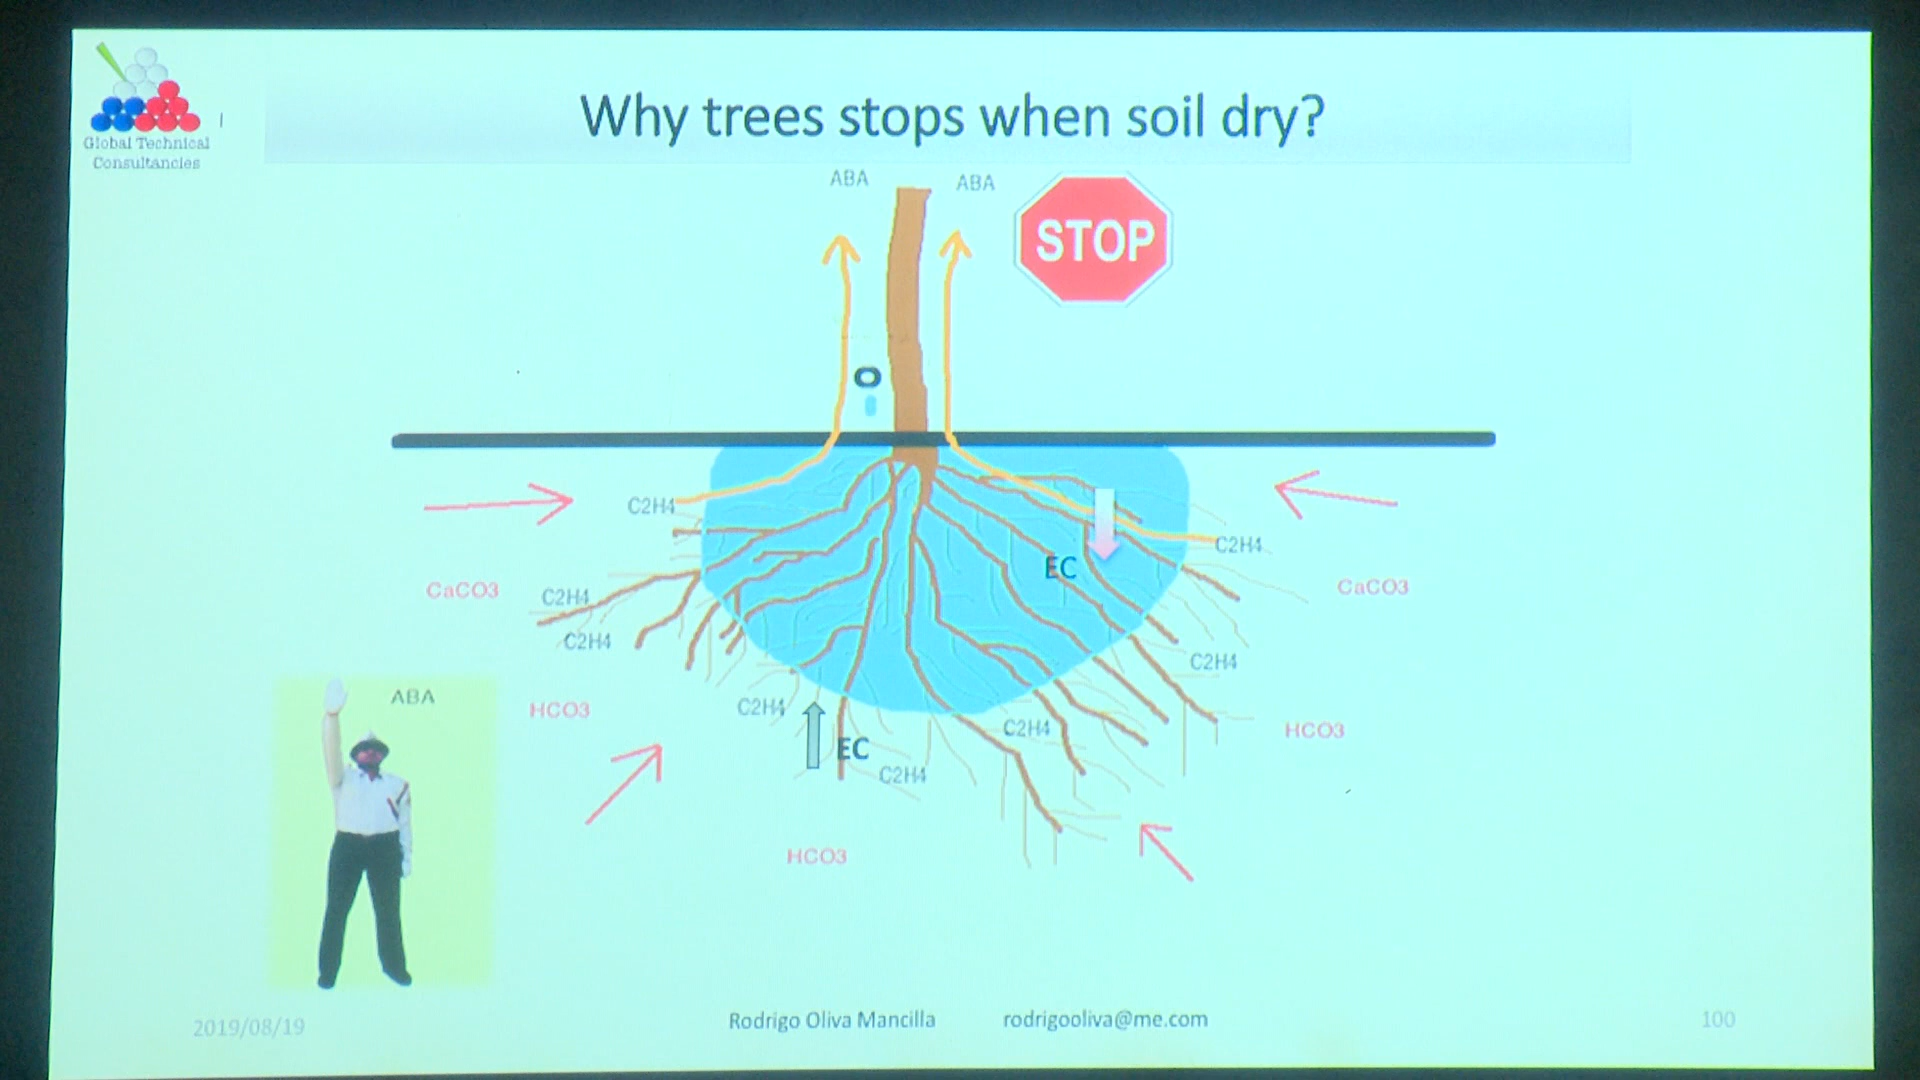 Global Technical
Consultancies
Why trees stops when soil dry?
ABA
ABA
STOP
O
C2H4
C2H4
EC
CaCO3
C2H4
CaCO3
C2H4
C2H4
ABA
HCO3
C2H4
C2H4
HCO3
EC
C2H4
HCO3
2019/08/19
Rodrigo Oliva Mancilla
rodrigooliva@me.com
100